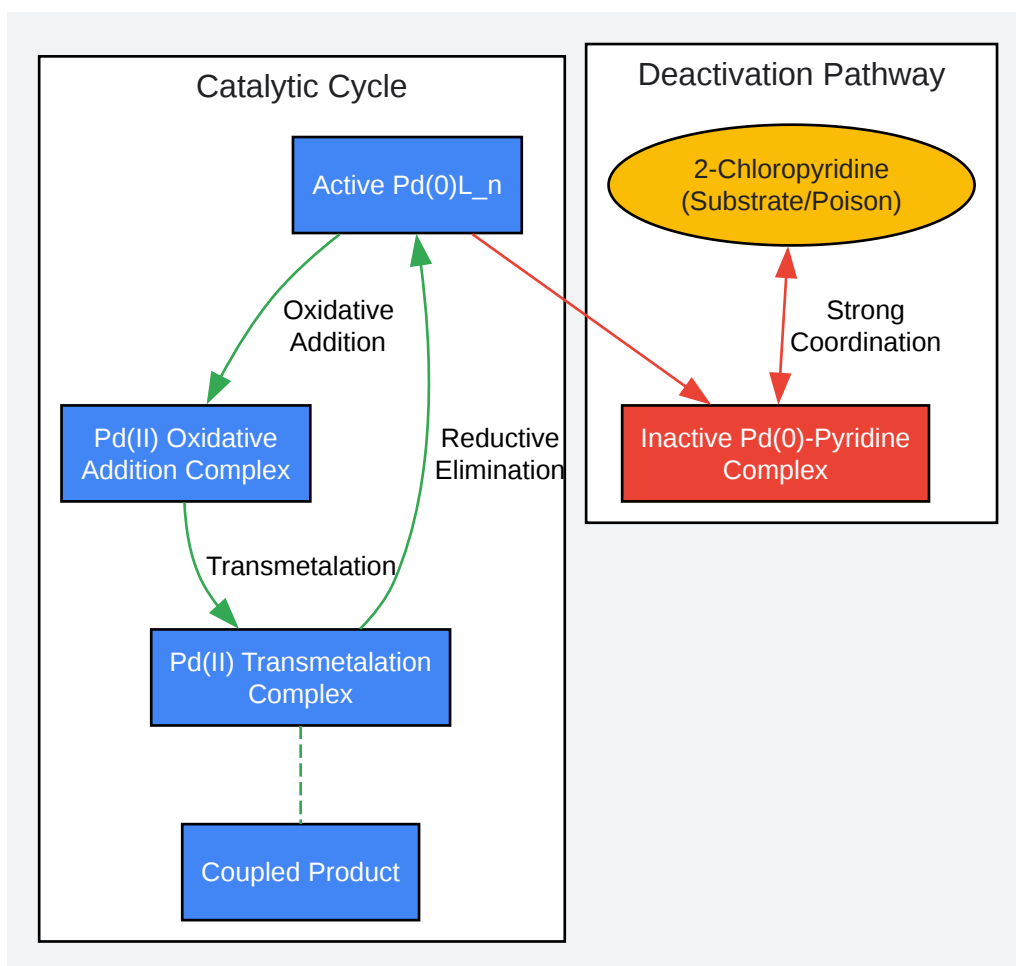 Catalytic Cycle
Active Pd(0)L_n
Oxidative
Addition
Pd(II) Oxidative
Addition Complex
Reductive
Elimination
Transmetalation
Pd(II) Transmetalation
Complex
Coupled Product
Deactivation Pathway
2-Chloropyridine
(Substrate/Poison)
Strong
Coordination
Inactive Pd(0)-Pyridine
Complex